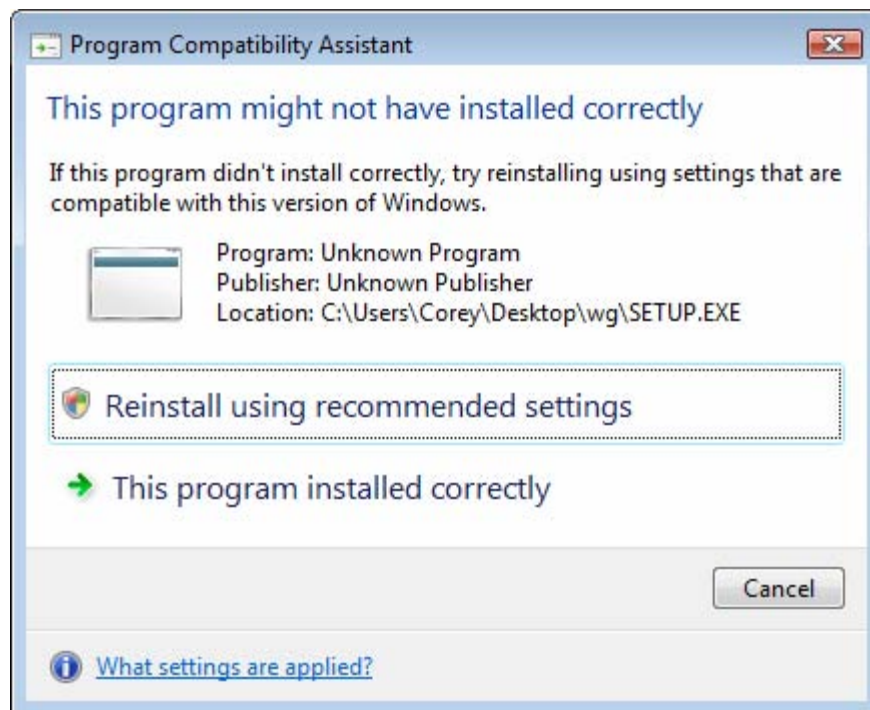 Program Compatibility Assistant
This program might not have installed correctly
If this program didn't install correctly, try reinstalling using settings that are
compatible with this version of Windows.
Program: Unknown Program
Publisher: Unknown Publisher
Location: C:\Users\Corey\Desktop\wg\SETUP.EXE
Reinstall using recommended settings
This program installed correctly
Cancel
What settings are applied?